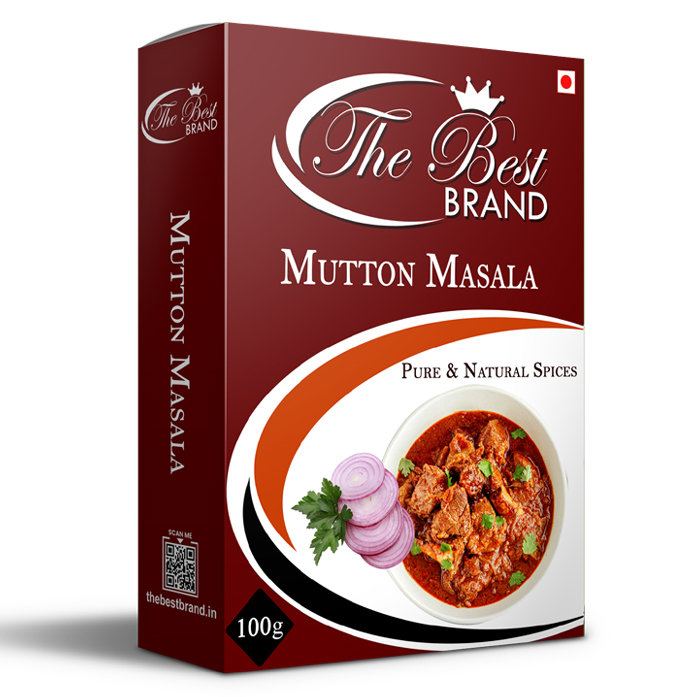 The Best
BRAND
MUTTON MASALA
PURE & NATURAL SPICES
100g
The Best
BRAND
MUTTON MASALA
SCAN ME
thebestbrand.in